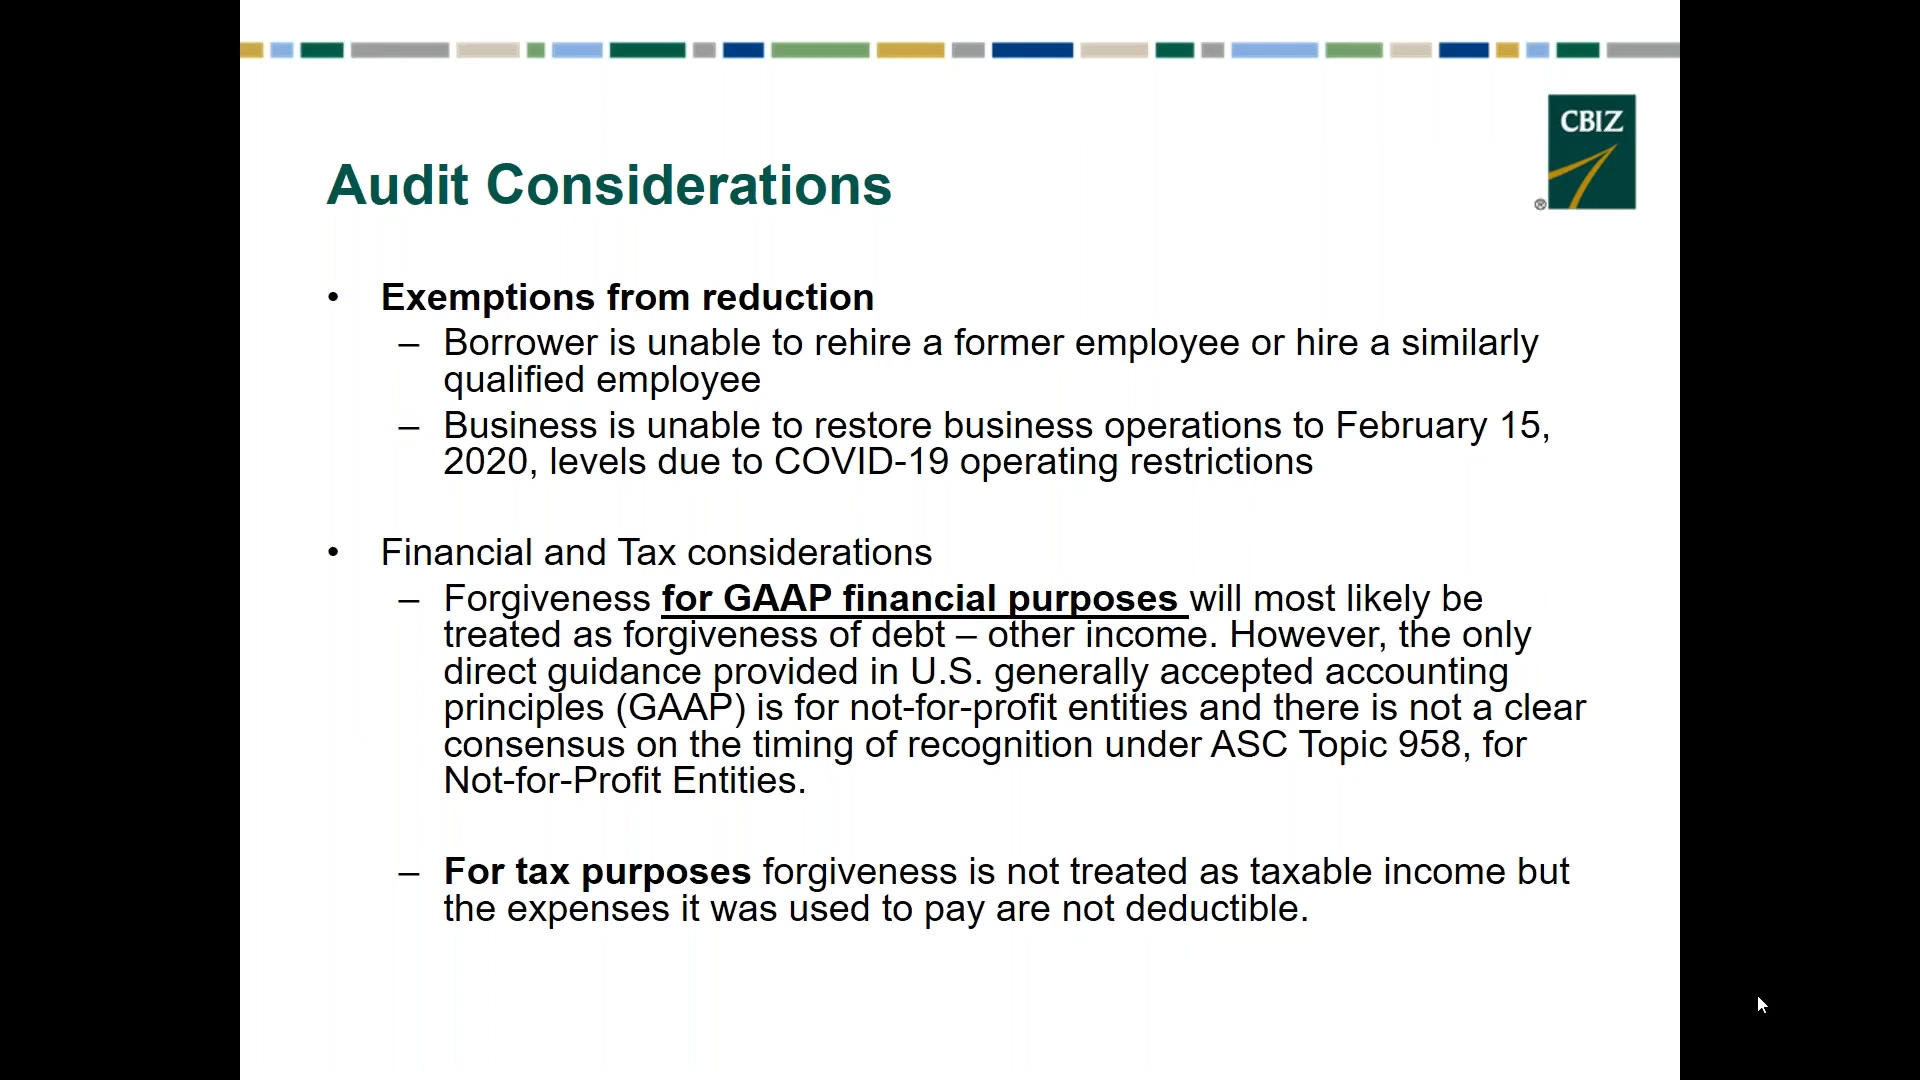 CBIZ
®
Audit Considerations
• Exemptions from reduction
– Borrower is unable to rehire a former employee or hire a similarly
qualified employee
– Business is unable to restore business operations to February 15,
2020, levels due to COVID-19 operating restrictions
• Financial and Tax considerations
– Forgiveness for GAAP financial purposes will most likely be
treated as forgiveness of debt – other income. However, the only
direct guidance provided in U.S. generally accepted accounting
principles (GAAP) is for not-for-profit entities and there is not a clear
consensus on the timing of recognition under ASC Topic 958, for
Not-for-Profit Entities.
– For tax purposes forgiveness is not treated as taxable income but
the expenses it was used to pay are not deductible.